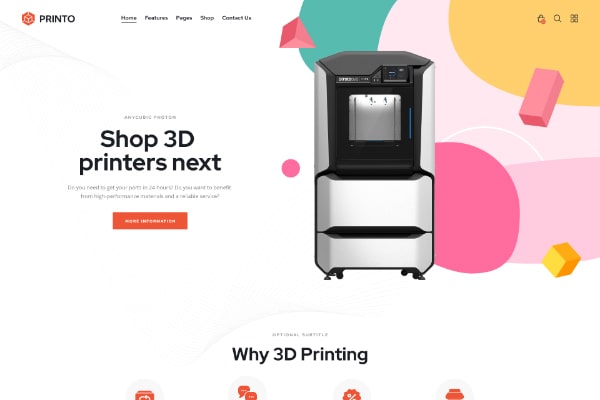 PRINTO
Home Features Pages Shop Contact Us
ANYCUBIC PHOTON
Shop 3D
printers next
Do you need to get your parts in 24 hours? Do you want to benefit
from high-performance materials and a reliable service?
MORE INFORMATION
OPTIONAL SUBTITLE
Why 3D Printing